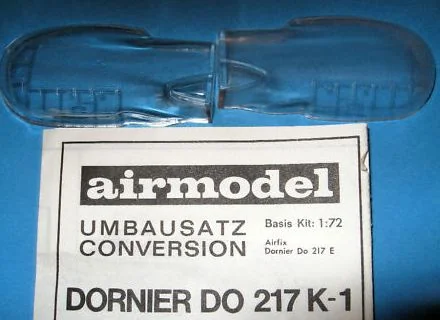 airmodel
UMBAUSATZ Basis Kit: 1:72
CONVERSION Airfix
Dornier Do 217 E
DORNIER DO 217 K-1